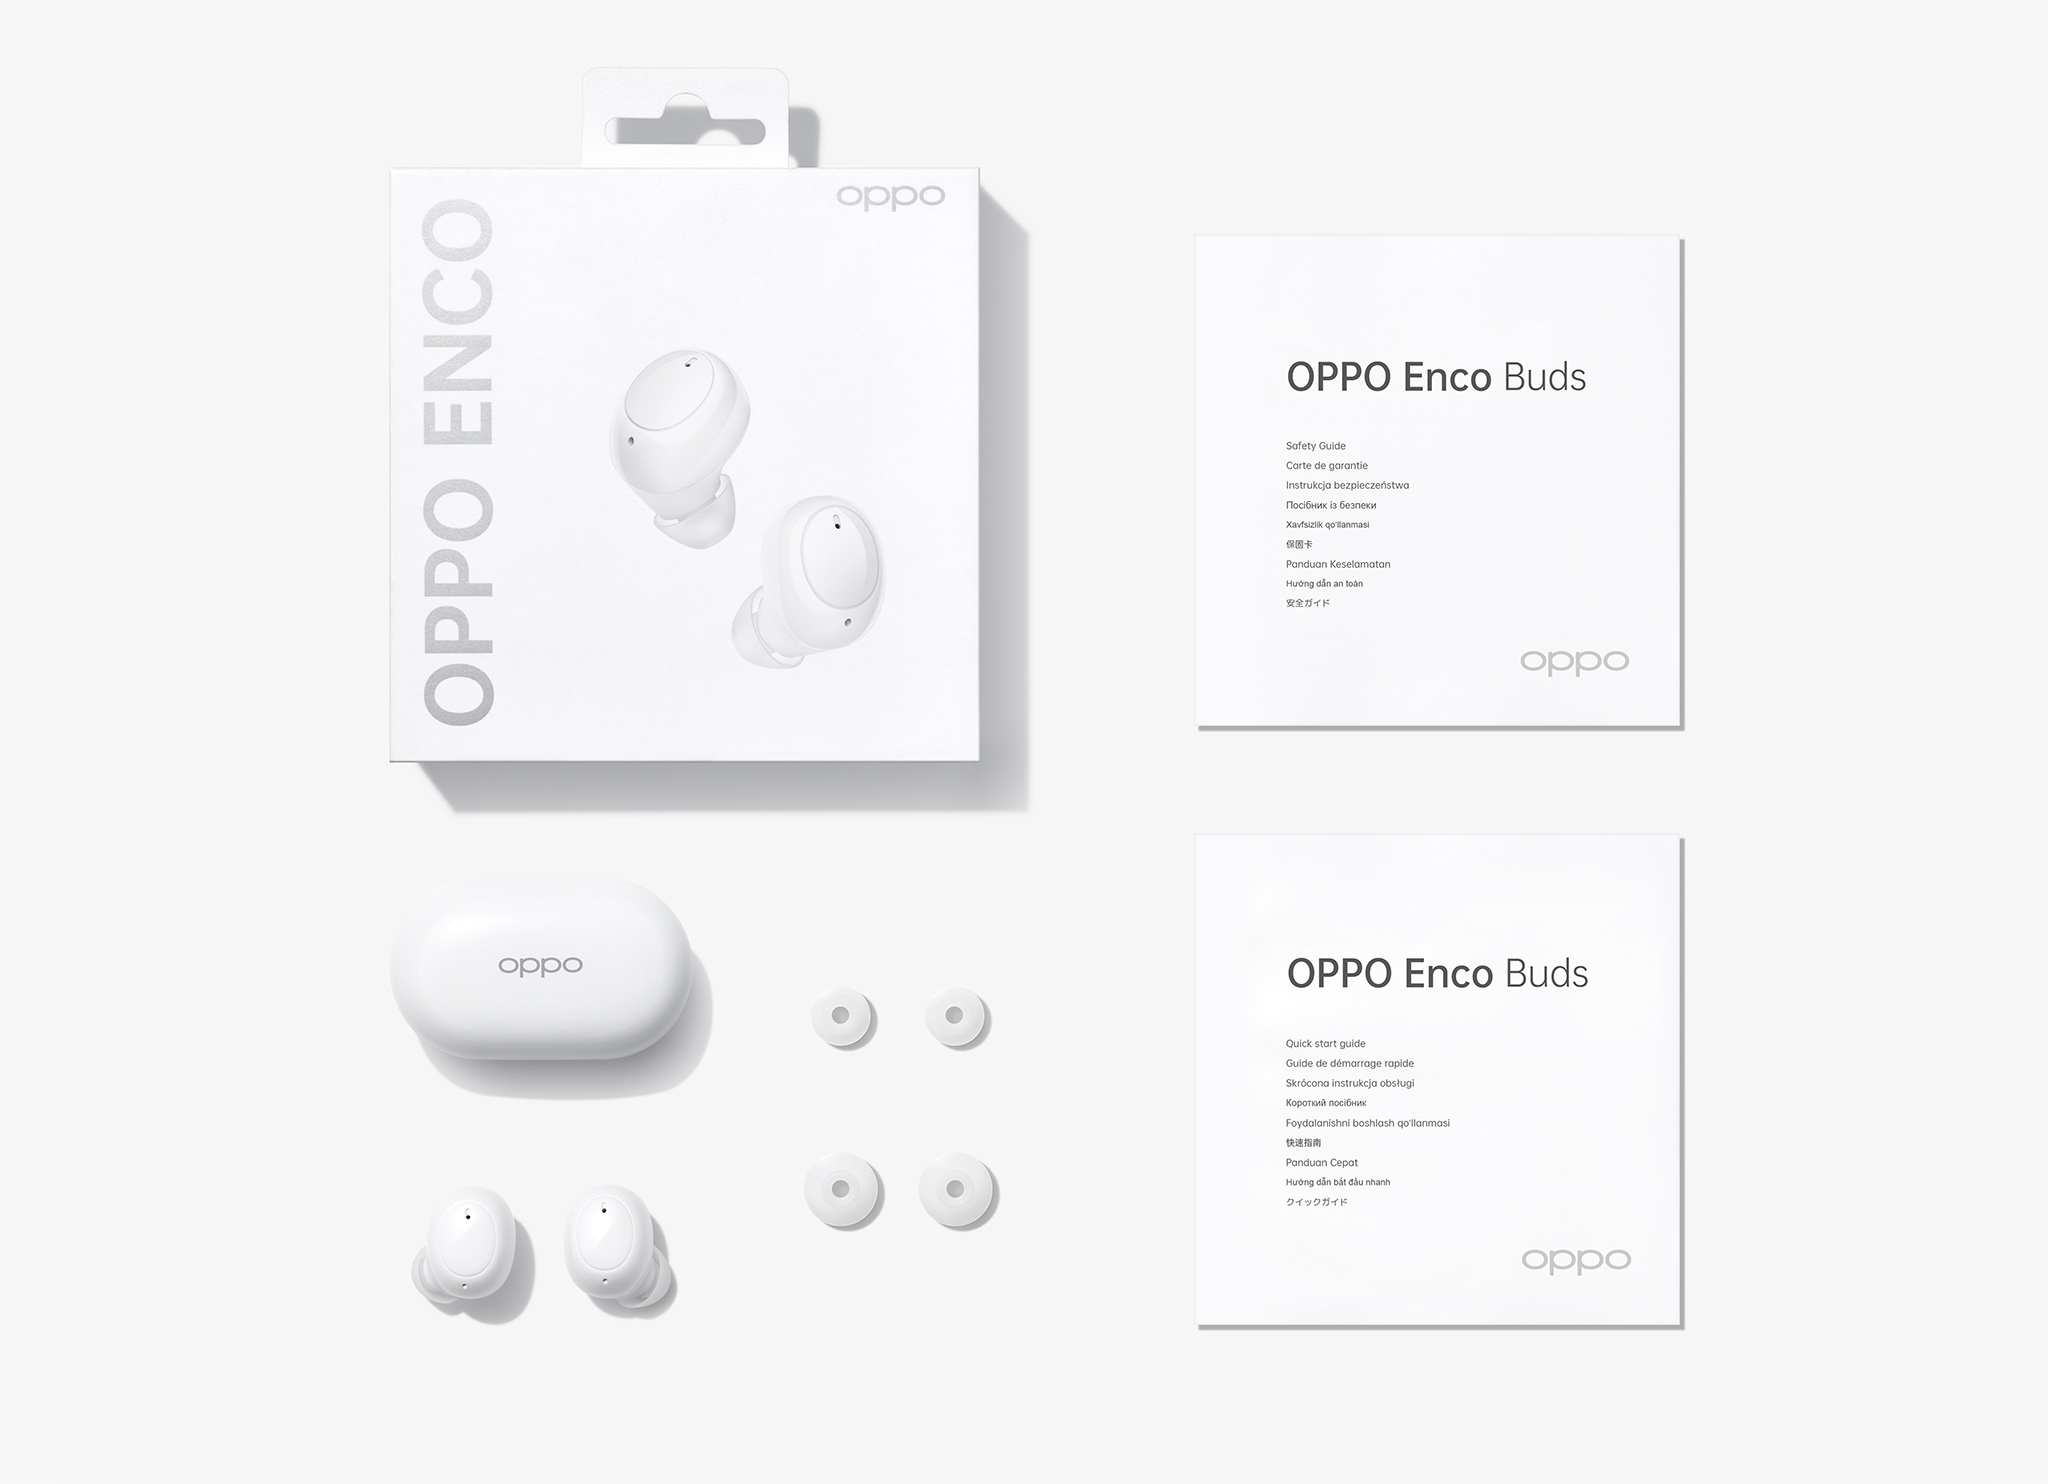 oppo
OPPO ENCO
OPPO Enco Buds
Safety Guide
Carte de garantie
Instrukcja bezpieczeństwa
Посібник із безпеки
Xavfsizlik qo'llanmasi
保固卡
Panduan Keselamatan
Hướng dẫn an toàn
安全ガイド
oppo
oppo
OPPO Enco Buds
Quick start guide
Guide de démarrage rapide
Skrócona instrukcja obsługi
Короткий посібник
Foydalanishni boshlash qo'llanmasi
快速指南
Panduan Cepat
Hướng dẫn bắt đầu nhanh
クイックガイド
oppo